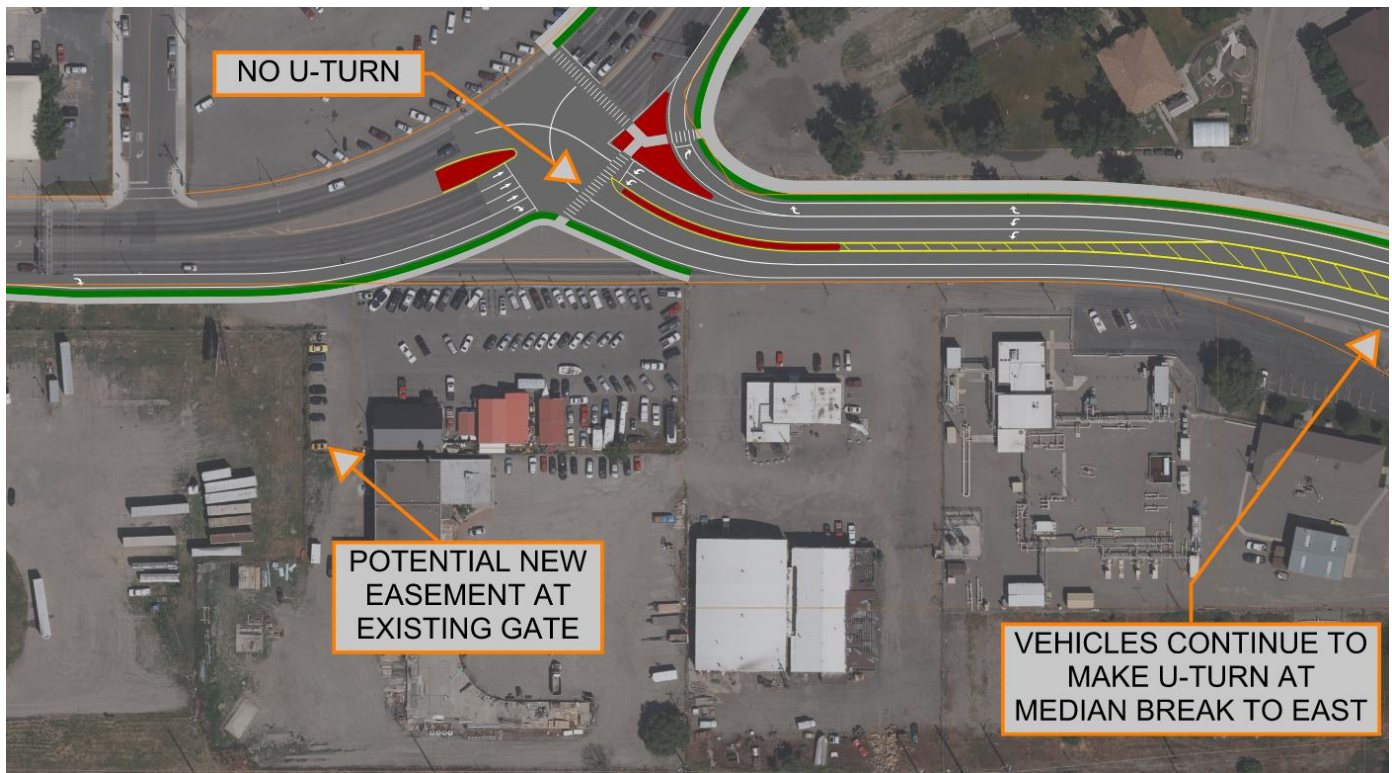 NO U-TURN
POTENTIAL NEW
EASEMENT AT
EXISTING GATE
VEHICLES CONTINUE TO
MAKE U-TURN AT
MEDIAN BREAK TO EAST